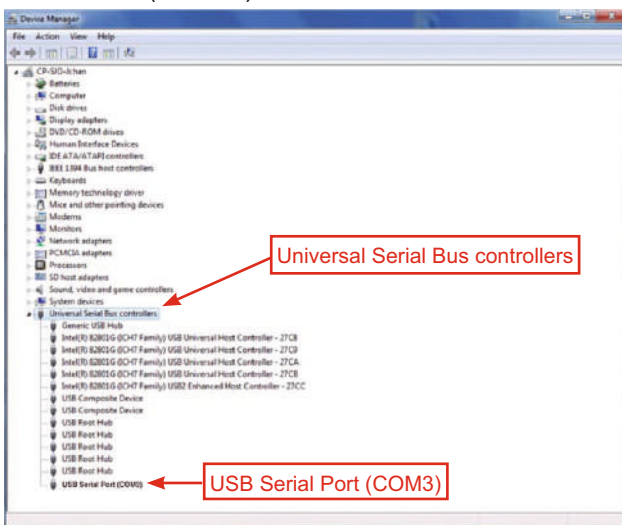 Device Manager
File Action View Help
CP-SJO-Jchan
Batteries
Computer
Disk drives
Display adapters
DVD/CD-ROM drives
Human Interface Devices
IDE ATA/ATAPI controllers
IEEE 1394 Bus host controllers
Keyboards
Memory technology driver
Mice and other pointing devices
Modems
Monitors
Network adapters
PCMCIA adapters
Processors
SD host adapters
Sound, video and game controllers
System devices
Universal Serial Bus controllers
Universal Serial Bus controllers
Generic USB Hub
Intel(R) 82801G (ICH7 Family) USB Universal Host Controller - 27C8
Intel(R) 82801G (ICH7 Family) USB Universal Host Controller - 27C9
Intel(R) 82801G (ICH7 Family) USB Universal Host Controller - 27CA
Intel(R) 82801G (ICH7 Family) USB Universal Host Controller - 27CB
Intel(R) 82801G (ICH7 Family) USB2 Enhanced Host Controller - 27CC
USB Composite Device
USB Composite Device
USB Root Hub
USB Root Hub
USB Root Hub
USB Root Hub
USB Root Hub
USB Serial Port (COM3)
USB Serial Port (COM3)